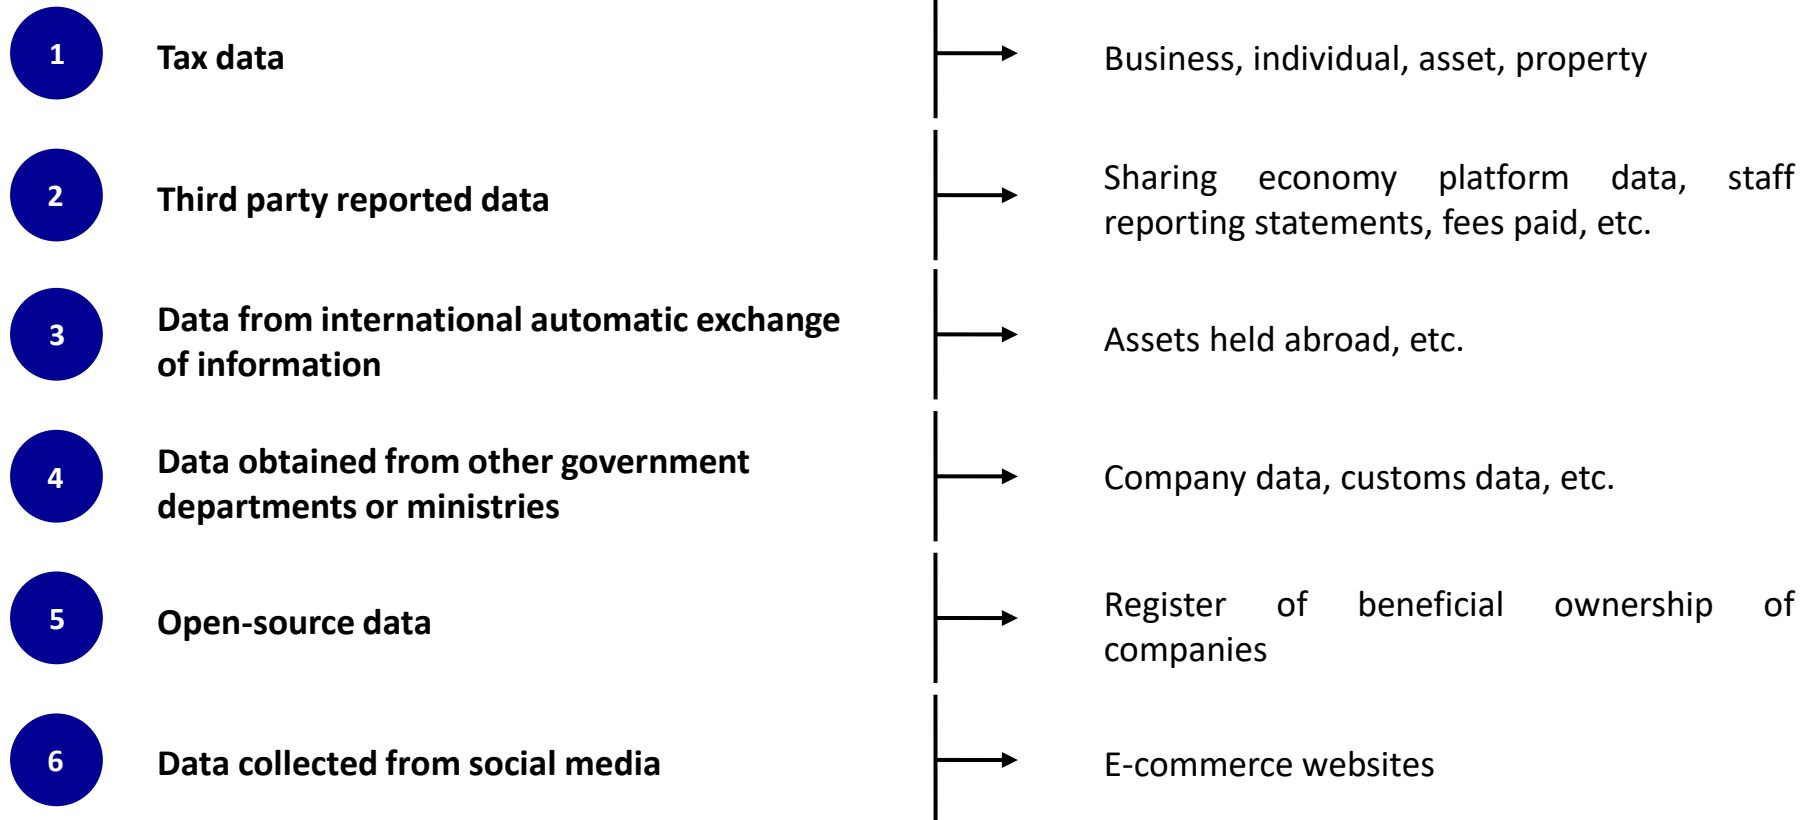 1
Tax data
Business, individual, asset, property
2
Third party reported data
Sharing economy platform data, staff
reporting statements, fees paid, etc.
3
Data from international automatic exchange
of information
Assets held abroad, etc.
4
Data obtained from other government
departments or ministries
Company data, customs data, etc.
5
Open-source data
Register of beneficial ownership of
companies
6
Data collected from social media
E-commerce websites